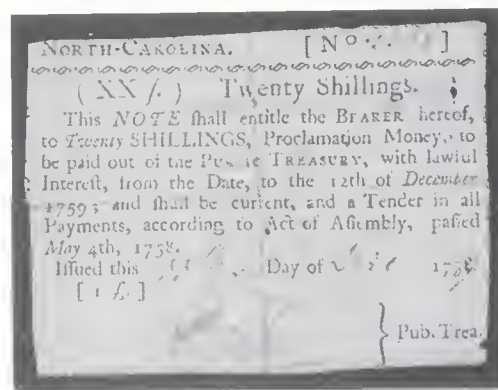 NORTH-CAROLINA. [ No. ]
( XX ſ. ) Twenty Shillings.
This NOTE ſhall entitle the BEARER hereof,
to Twenty SHILLINGS, Proclamation Money, to
be paid out of the PUBLIC TREASURY, with lawful
Intereſt, from the Date, to the 12th of December
1759; and ſhall be current, and a Tender in all
Payments, according to Act of Aſſembly, paſſed
May 4th, 1758.
Iſſued this Day of 1758
[ 1 ſ. ]
} Pub. Trea.